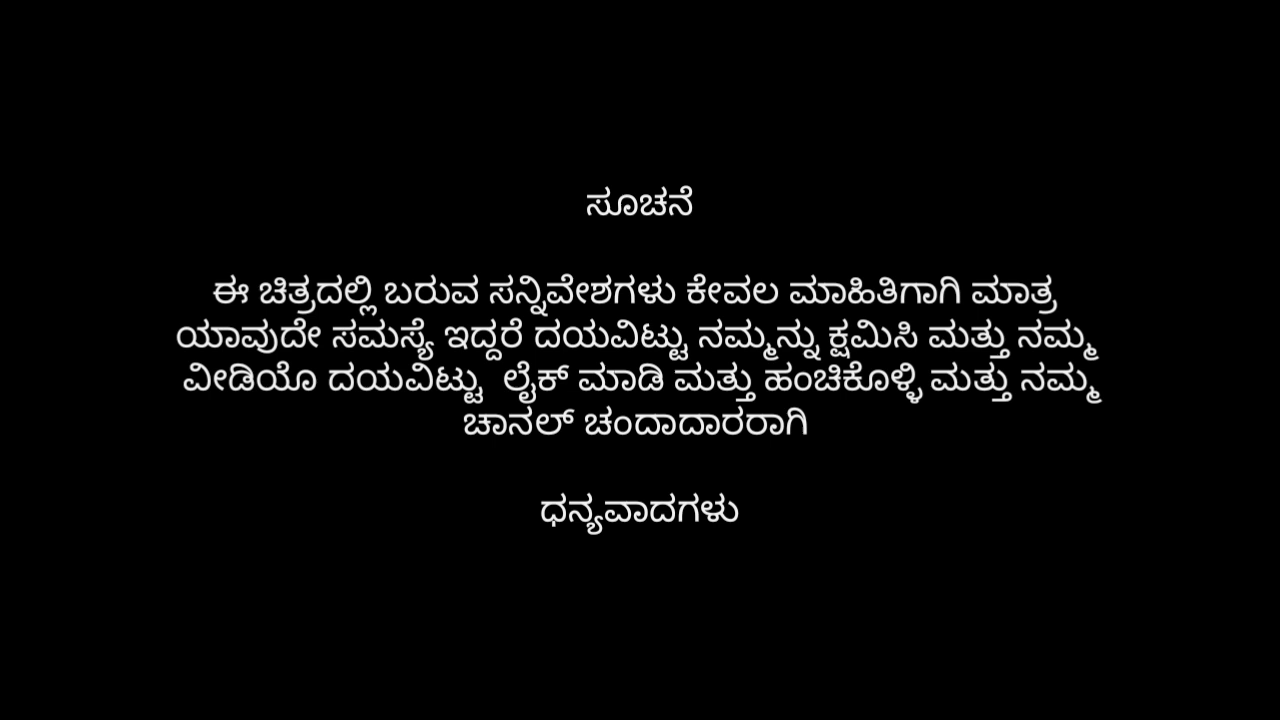 ಸೂಚನೆ
ಈ ಚಿತ್ರದಲ್ಲಿ ಬರುವ ಸನ್ನಿವೇಶಗಳು ಕೇವಲ ಮಾಹಿತಿಗಾಗಿ ಮಾತ್ರ
ಯಾವುದೇ ಸಮಸ್ಯೆ ಇದ್ದರೆ ದಯವಿಟ್ಟು ನಮ್ಮನ್ನು ಕ್ಷಮಿಸಿ ಮತ್ತು ನಮ್ಮ
ವೀಡಿಯೊ ದಯವಿಟ್ಟು ಲೈಕ್ ಮಾಡಿ ಮತ್ತು ಹಂಚಿಕೊಳ್ಳಿ ಮತ್ತು ನಮ್ಮ
ಚಾನಲ್ ಚಂದಾದಾರರಾಗಿ
ಧನ್ಯವಾದಗಳು